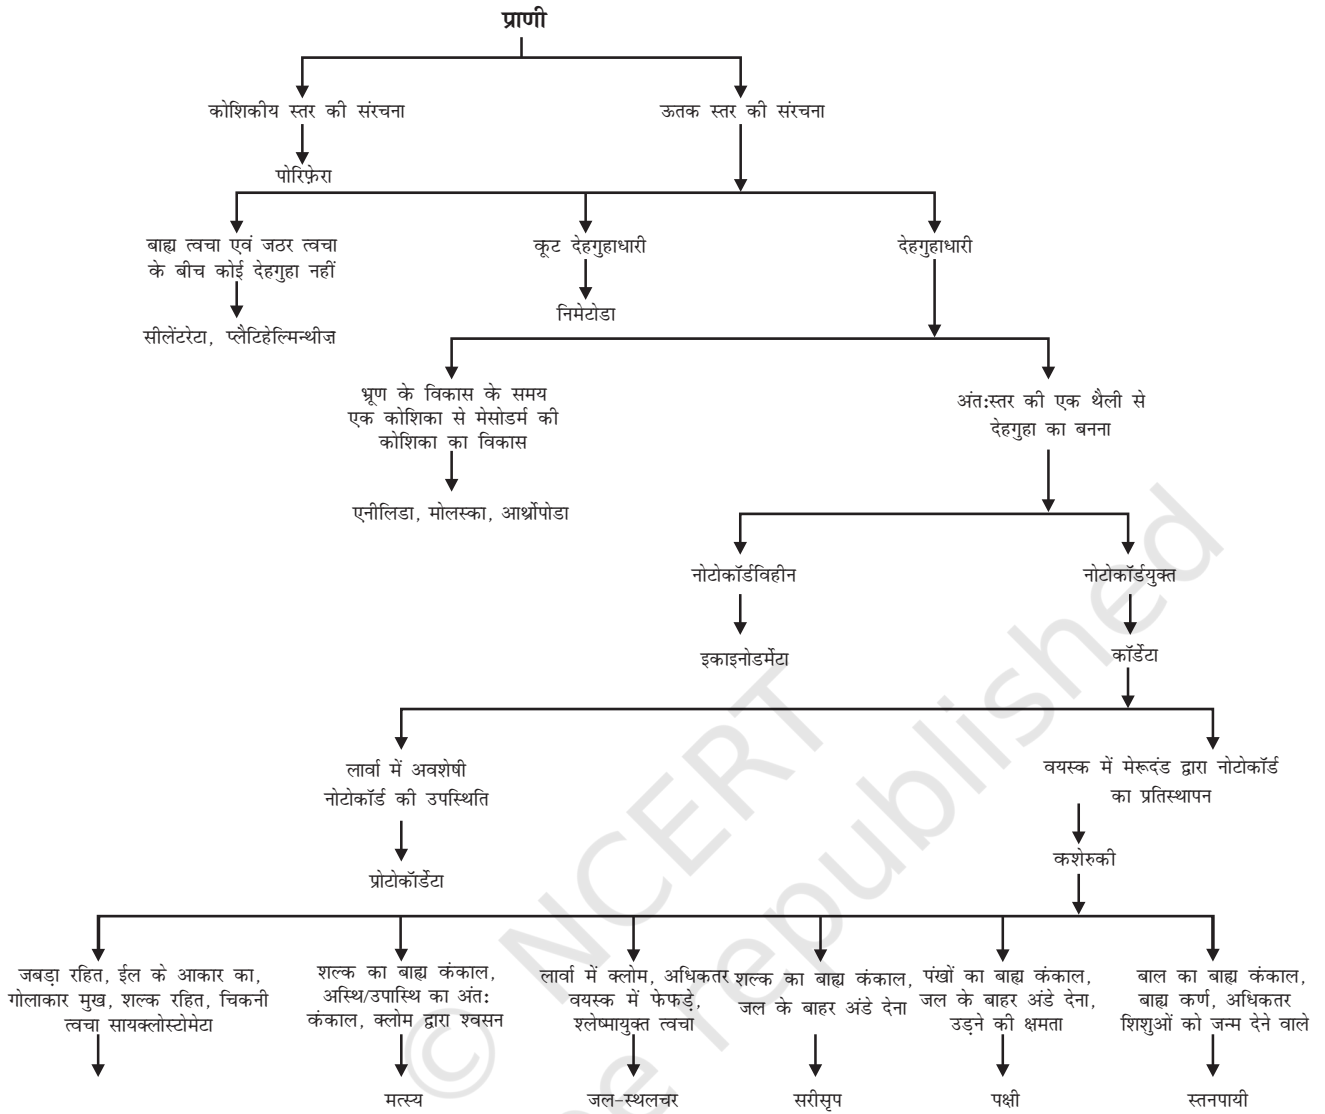 प्राणी
कोशिकीय स्तर की संरचना
ऊतक स्तर की संरचना
पोरिफ़ेरा
बाह्य त्वचा एवं जठर त्वचा
के बीच कोई देहगुहा नहीं
कूट देहगुहाधारी
देहगुहाधारी
सीलेंटरेटा, प्लैटिहेल्मिन्थीज़
निमेटोडा
भ्रूण के विकास के समय
एक कोशिका से मेसोडर्म की
कोशिका का विकास
अंत:स्तर की एक थैली से
देहगुहा का बनना
एनीलिडा, मोलस्का, आर्थ्रोपोडा
नोटोकॉर्डविहीन
नोटोकॉर्डयुक्त
इकाइनोडर्मेटा
कॉर्डेटा
लार्वा में अवशेषी
नोटोकॉर्ड की उपस्थिति
वयस्क में मेरूदंड द्वारा नोटोकॉर्ड
का प्रतिस्थापन
प्रोटोकॉर्डेटा
कशेरुकी
जबड़ा रहित, ईल के आकार का,
गोलाकार मुख, शल्क रहित, चिकनी
त्वचा सायक्लोस्टोमेटा
शल्क का बाह्य कंकाल,
अस्थि/उपास्थि का अंत:
कंकाल, क्लोम द्वारा श्वसन
लार्वा में क्लोम, अधिकतर
वयस्क में फेफड़े,
श्लेष्मायुक्त त्वचा
शल्क का बाह्य कंकाल,
जल के बाहर अंडे देना
पंखों का बाह्य कंकाल,
जल के बाहर अंडे देना,
उड़ने की क्षमता
बाल का बाह्य कंकाल,
बाह्य कर्ण, अधिकतर
शिशुओं को जन्म देने वाले
मत्स्य
जल-स्थलचर
सरीसृप
पक्षी
स्तनपायी
© NCERT
be republished